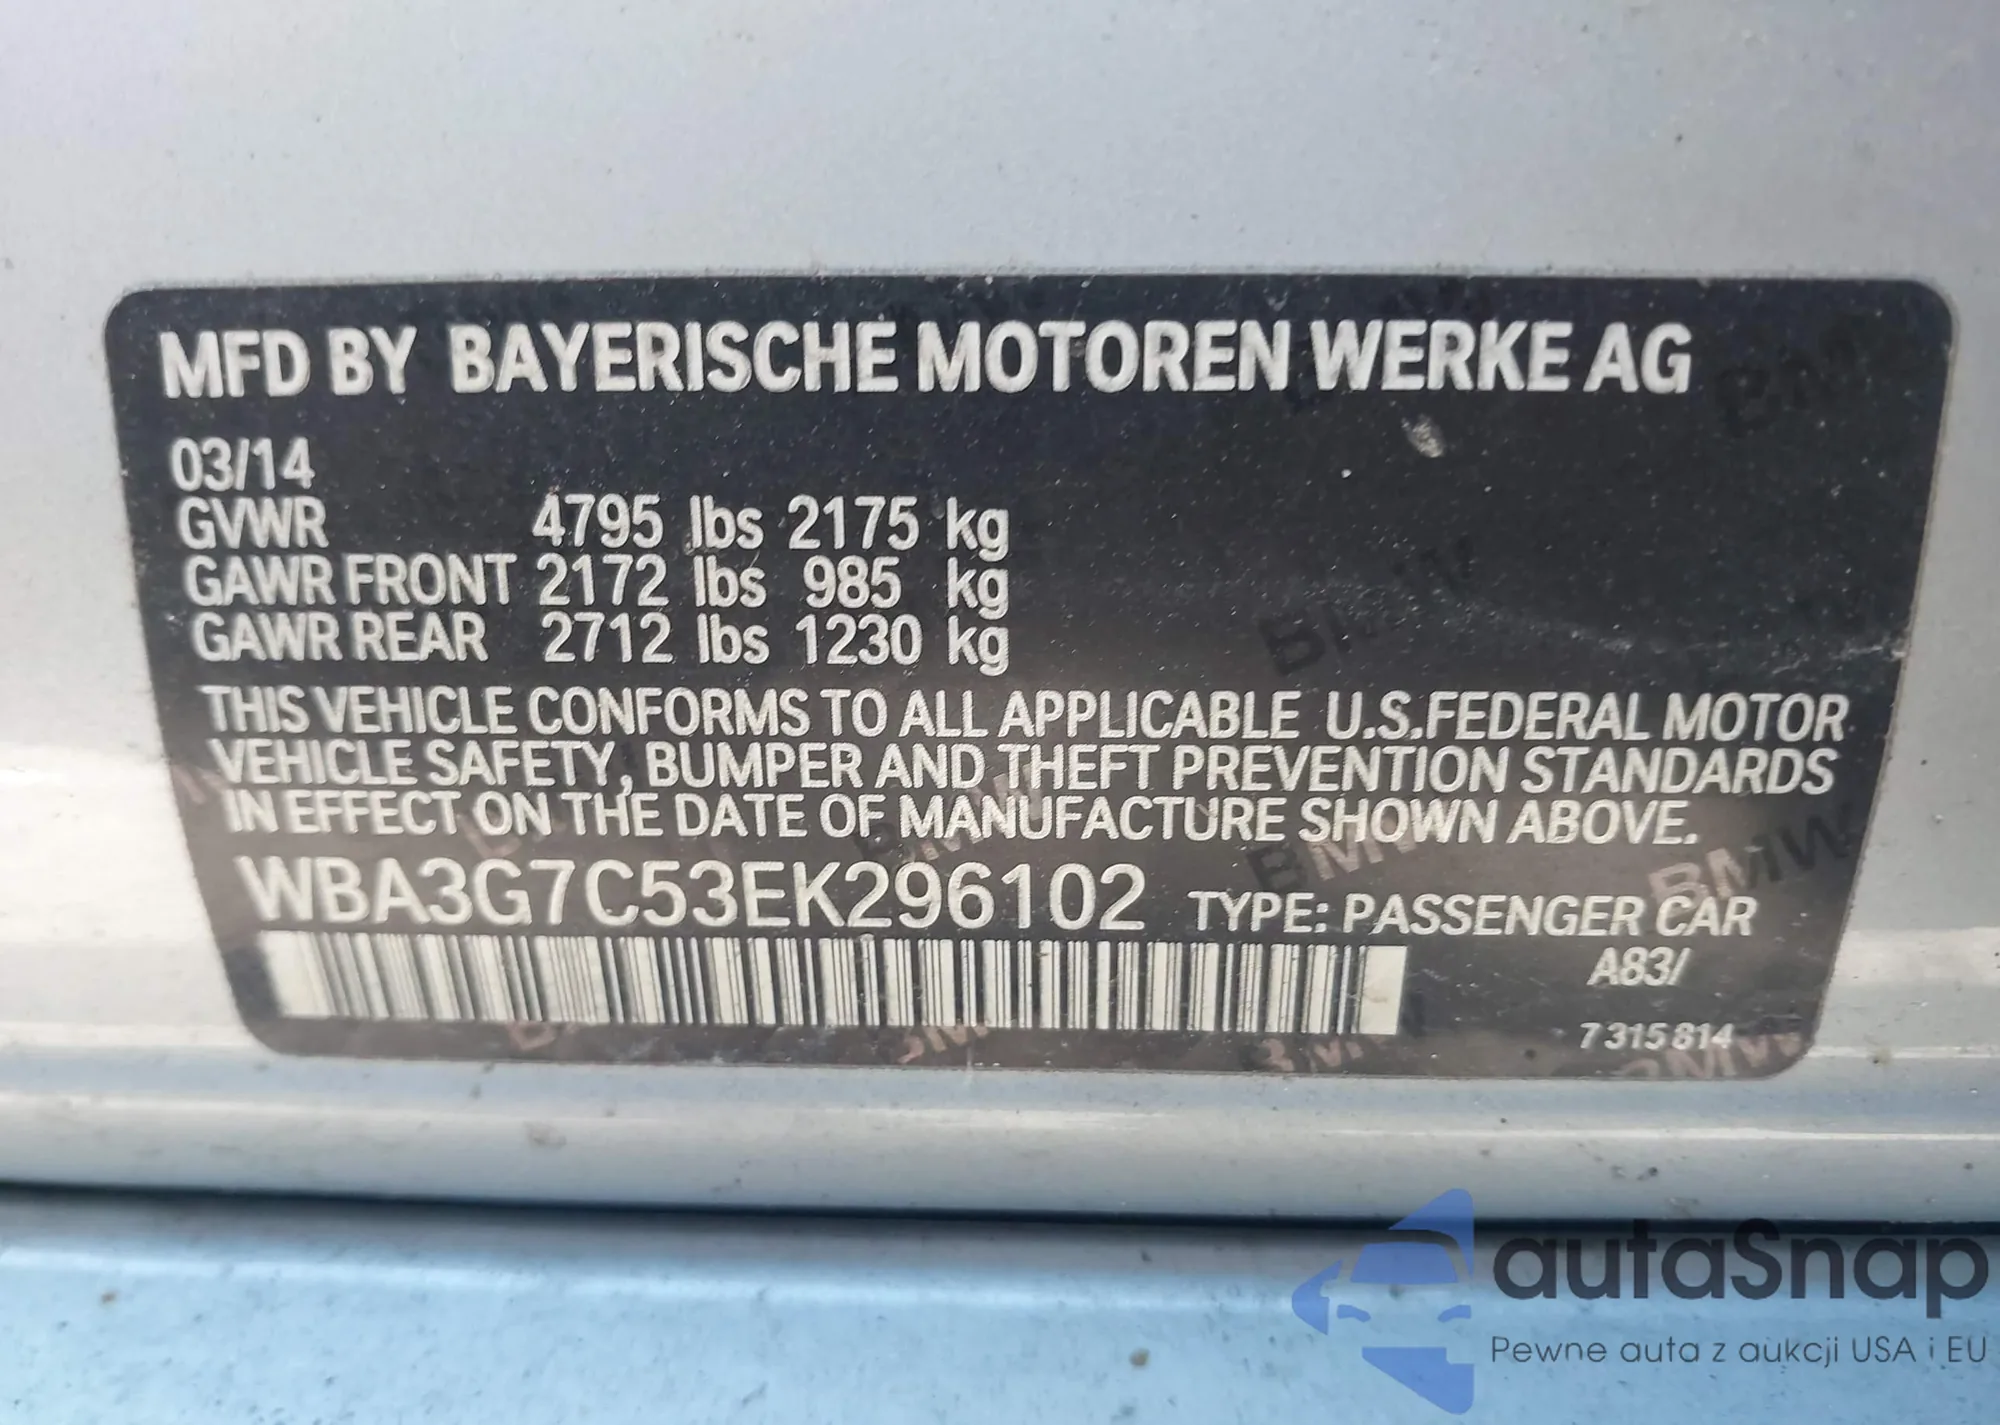 MFD BY BAYERISCHE MOTOREN WERKE AG
03/14
GVWR 4795 lbs 2175 kg
GAWR FRONT 2172 lbs 985 kg
GAWR REAR 2712 lbs 1230 kg
THIS VEHICLE CONFORMS TO ALL APPLICABLE U.S.FEDERAL MOTOR
VEHICLE SAFETY, BUMPER AND THEFT PREVENTION STANDARDS
IN EFFECT ON THE DATE OF MANUFACTURE SHOWN ABOVE.
WBA3G7C53EK296102 TYPE: PASSENGER CAR
A83/
7 315 814
autaSnap
Pewne auta z aukcji USA i EU